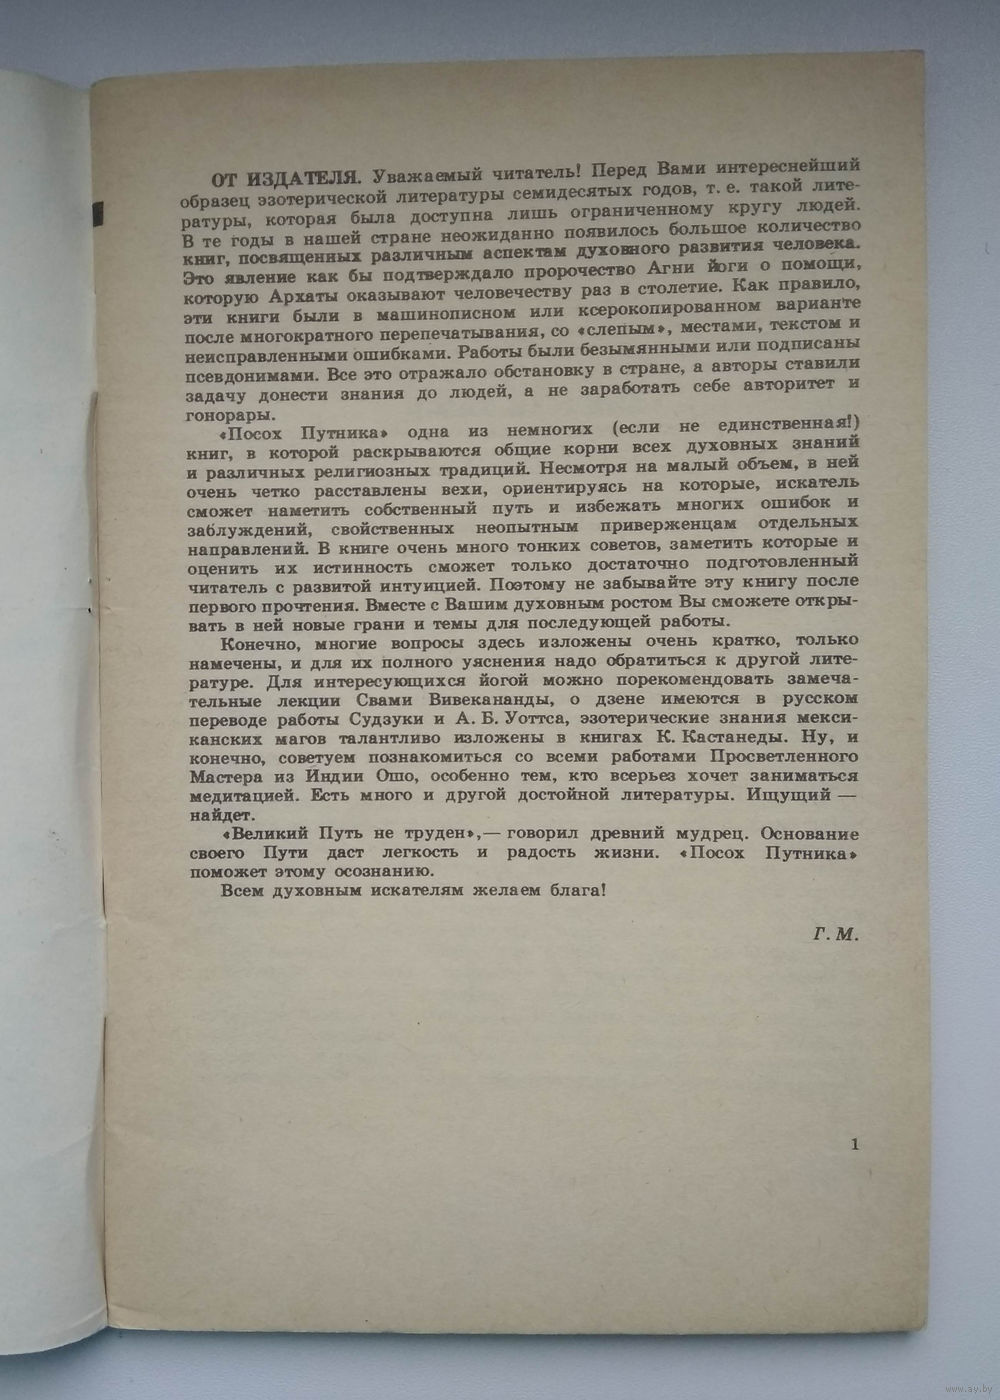 ОТ ИЗДАТЕЛЯ. Уважаемый читатель! Перед Вами интереснейший
образец эзотерической литературы семидесятых годов, т. е. такой лите-
ратуры, которая была доступна лишь ограниченному кругу людей.
В те годы в нашей стране неожиданно появилось большое количество
книг, посвященных различным аспектам духовного развития человека.
Это явление как бы подтверждало пророчество Агни йоги о помощи,
которую Архаты оказывают человечеству раз в столетие. Как правило,
эти книги были в машинописном или ксерокопированном варианте
после многократного перепечатывания, со «слепым», местами, текстом и
неисправленными ошибками. Работы были безымянными или подписаны
псевдонимами. Все это отражало обстановку в стране, а авторы ставили
задачу донести знания до людей, а не заработать себе авторитет и
гонорары.
«Посох Путника» одна из немногих (если не единственная!)
книг, в которой раскрываются общие корни всех духовных знаний
и различных религиозных традиций. Несмотря на малый объем, в ней
очень четко расставлены вехи, ориентируясь на которые, искатель
сможет наметить собственный путь и избежать многих ошибок и
заблуждений, свойственных неопытным приверженцам отдельных
направлений. В книге очень много тонких советов, заметить которые и
оценить их истинность сможет только достаточно подготовленный
читатель с развитой интуицией. Поэтому не забывайте эту книгу после
первого прочтения. Вместе с Вашим духовным ростом Вы сможете откры-
вать в ней новые грани и темы для последующей работы.
Конечно, многие вопросы здесь изложены очень кратко, только
намечены, и для их полного уяснения надо обратиться к другой лите-
ратуре. Для интересующихся йогой можно порекомендовать замеча-
тельные лекции Свами Вивекананды, о дзене имеются в русском
переводе работы Судзуки и А. Б. Уоттса, эзотерические знания мекси-
канских магов талантливо изложены в книгах К. Кастанеды. Ну, и
конечно, советуем познакомиться со всеми работами Просветленного
Мастера из Индии Ошо, особенно тем, кто всерьез хочет заниматься
медитацией. Есть много и другой достойной литературы. Ищущий —
найдет.
«Великий Путь не труден»,— говорил древний мудрец. Основание
своего Пути даст легкость и радость жизни. «Посох Путника»
поможет этому осознанию.
Всем духовным искателям желаем блага!
Г. М.
1
www.ay.by